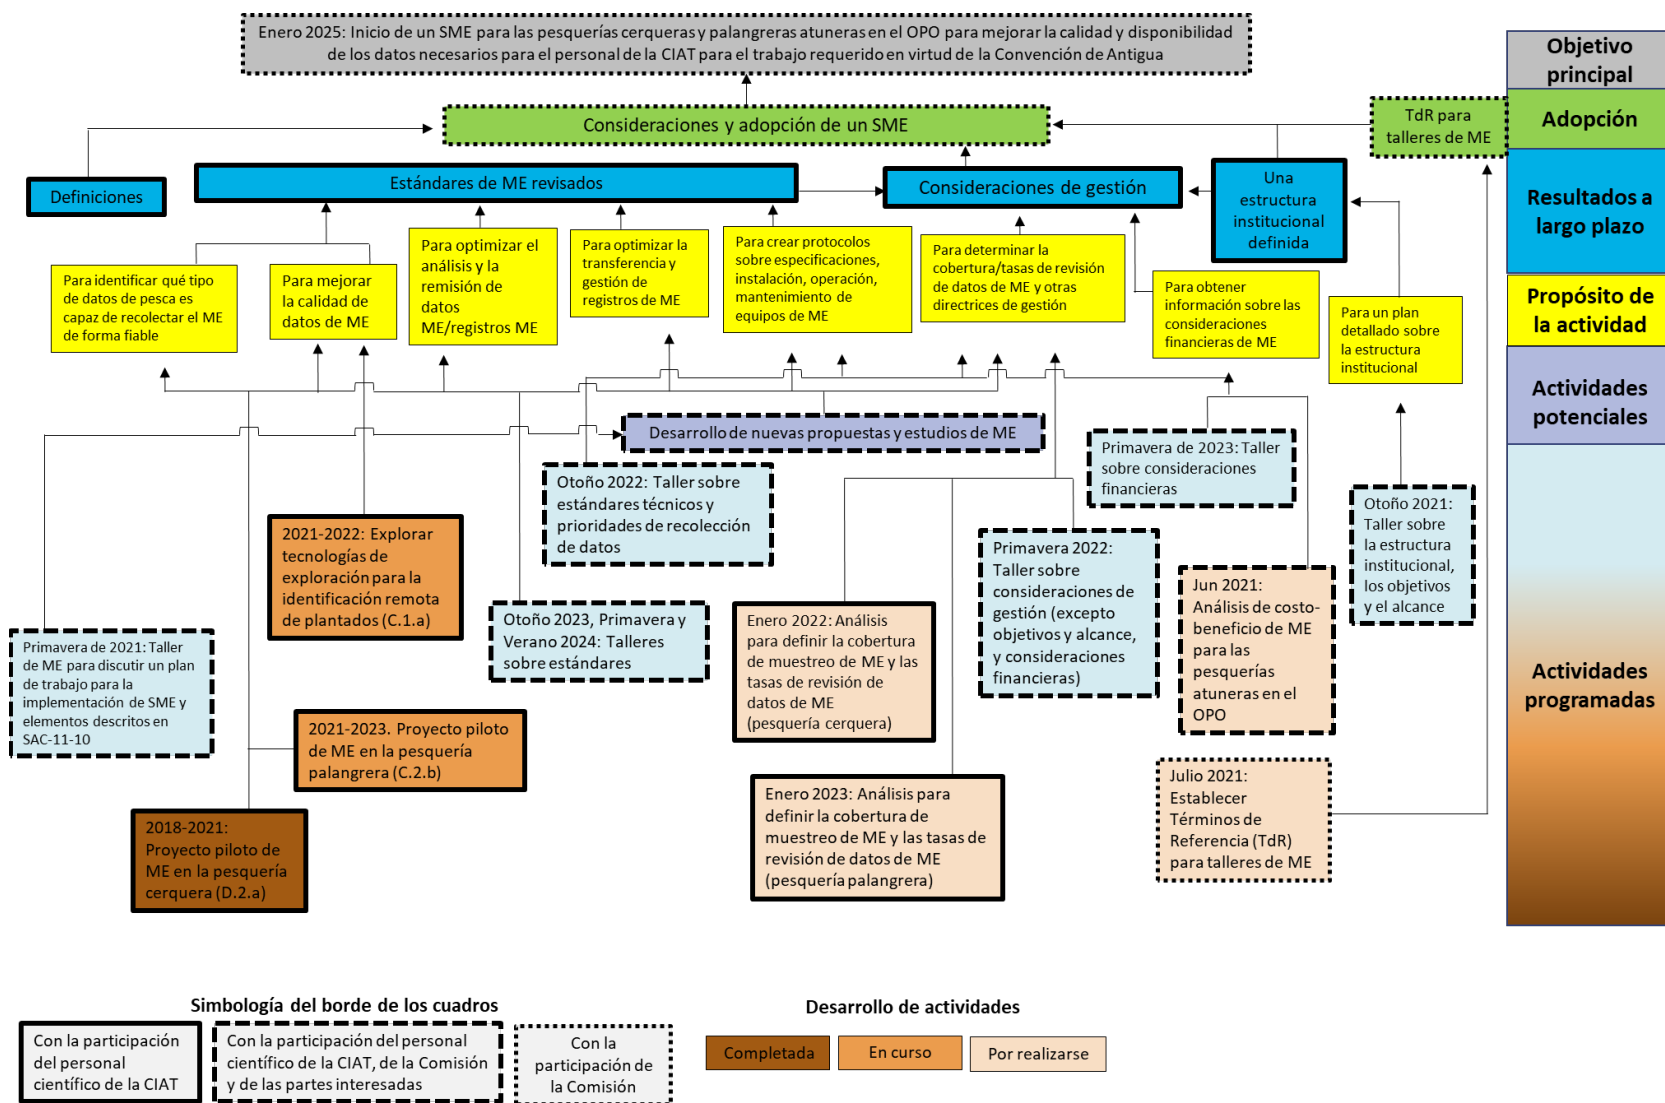 Enero 2025: Inicio de un SME para las pesquerías cerqueras y palangreras atuneras en el OPO para mejorar la calidad y disponibilidad
de los datos necesarios para el personal de la CIAT para el trabajo requerido en virtud de la Convención de Antigua
Objetivo
principal
Consideraciones y adopción de un SME
TdR para
talleres de ME
Adopción
Definiciones
Estándares de ME revisados
Consideraciones de gestión
Una
estructura
institucional
definida
Resultados a
largo plazo
Para identificar qué tipo
de datos de pesca es
capaz de recolectar el ME
de forma fiable
Para mejorar
la calidad de
datos de ME
Para optimizar el
análisis y la
remisión de
datos
ME/registros ME
Para optimizar la
transferencia y
gestión de
registros de ME
Para crear protocolos
sobre especificaciones,
instalación, operación,
mantenimiento de
equipos de ME
Para determinar la
cobertura/tasas de revisión
de datos de ME y otras
directrices de gestión
Para obtener
información sobre las
consideraciones
financieras de ME
Para un plan
detallado sobre
la estructura
institucional
Propósito de
la actividad
Desarrollo de nuevas propuestas y estudios de ME
Actividades
potenciales
Primavera de 2023: Taller
sobre consideraciones
financieras
Otoño 2022: Taller sobre
estándares técnicos y
prioridades de recolección
de datos
Otoño 2021:
Taller sobre
la estructura
institucional,
los objetivos
y el alcance
2021-2022: Explorar
tecnologías de
exploración para la
identificación remota
de plantados (C.1.a)
Primavera 2022:
Taller sobre
consideraciones
de gestión (excepto
objetivos y alcance,
y consideraciones
financieras)
Jun 2021:
Análisis de costo-
beneficio de ME
para las
pesquerías
atuneras en el
OPO
Otoño 2023, Primavera y
Verano 2024: Talleres
sobre estándares
Enero 2022: Análisis
para definir la cobertura
de muestreo de ME y las
tasas de revisión de
datos de ME
(pesquería cerquera)
Primavera de 2021: Taller
de ME para discutir un plan
de trabajo para la
implementación de SME y
elementos descritos en
SAC-11-10
Actividades
programadas
2021-2023. Proyecto piloto
de ME en la pesquería
palangrera (C.2.b)
Enero 2023: Análisis para
definir la cobertura de
muestreo de ME y las tasas de
revisión de datos de ME
(pesquería palangrera)
Julio 2021:
Establecer
Términos de
Referencia (TdR)
para talleres de ME
2018-2021:
Proyecto piloto de
ME en la pesquería
cerquera (D.2.a)
Simbología del borde de los cuadros
Con la participación
del personal
científico de la CIAT
Con la participación del personal
científico de la CIAT, de la Comisión
y de las partes interesadas
Con la
participación de
la Comisión
Desarrollo de actividades
Completada
En curso
Por realizarse